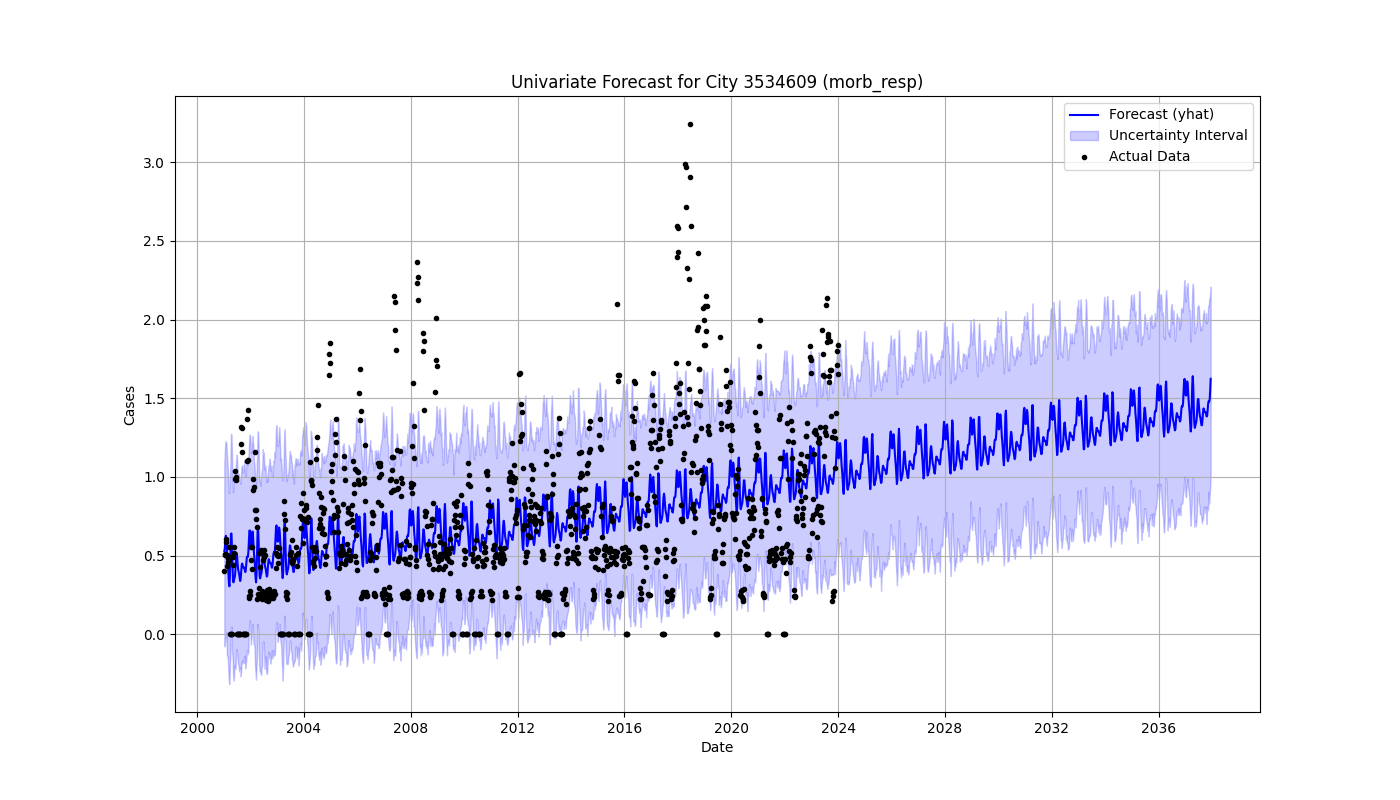 Univariate Forecast for City 3534609 (morb_resp)
Forecast (yhat)
Uncertainty Interval
Actual Data
3.0
2.5
2.0
1.5
1.0
0.5
0.0
Cases
2000 2004 2008 2012 2016 2020 2024 2028 2032 2036
Date